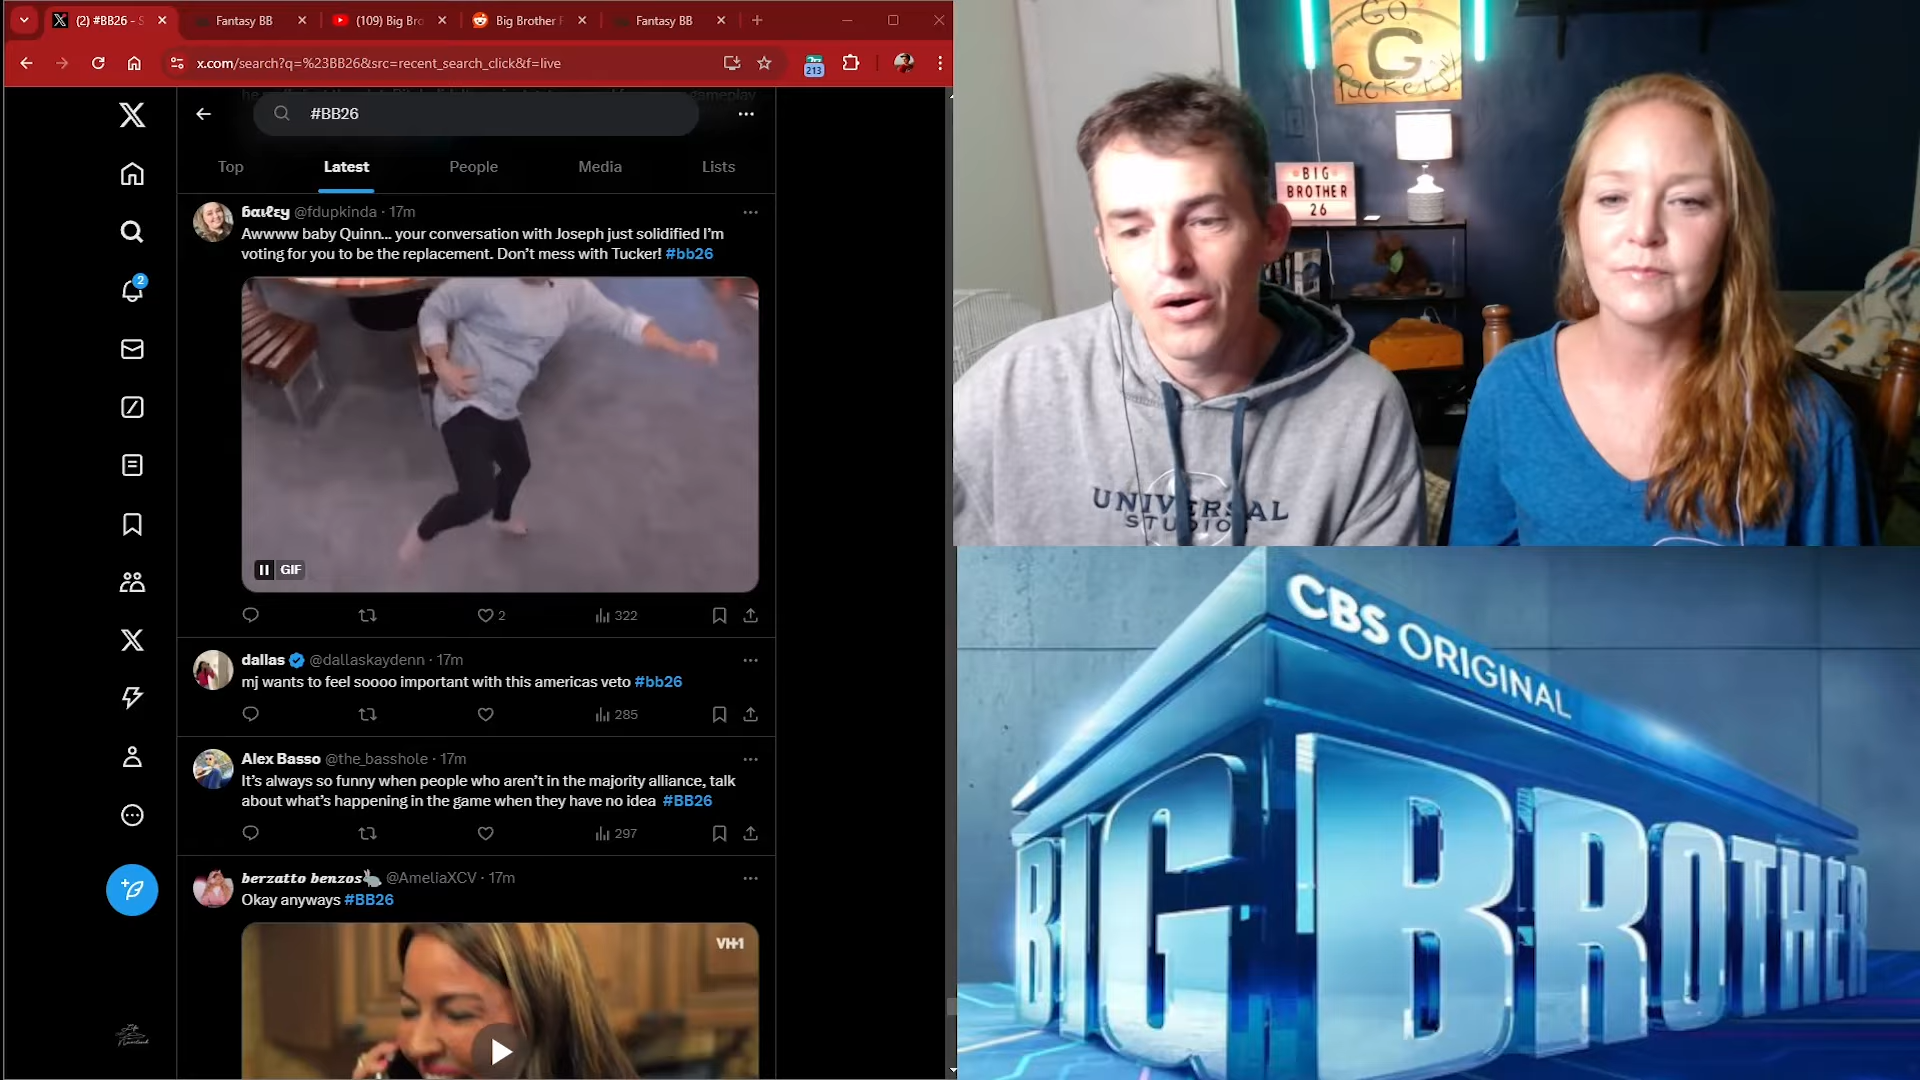 (2) #BB26 - S
Fantasy BB
(109) Big Bro
Big Brother F
Fantasy BB
x.com/search?q=%23BB26&src=recent_search_click&f=live
213
#BB26
Top
Latest
People
Media
Lists
2
bailey @fdupkinda · 17m
Awwww baby Quinn... your conversation with Joseph just solidified I'm
voting for you to be the replacement. Don't mess with Tucker! #bb26
GIF
2
322
dallas @dallaskaydenn · 17m
mj wants to feel soooo important with this americas veto #bb26
285
Alex Basso @the_basshole · 17m
It's always so funny when people who aren't in the majority alliance, talk
about what's happening in the game when they have no idea #BB26
297
berzatto benzos @AmeliaXCV · 17m
Okay anyways #BB26
VH1
GO
G
PACKERS!
BIG
BROTHER
26
UNIVERSAL
STUDIO
CBS ORIGINAL
BIG BROTHER